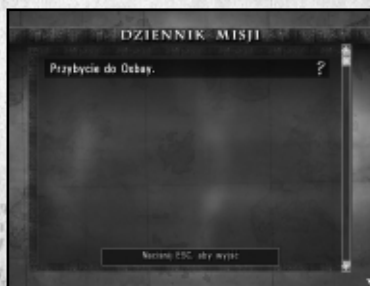 DZIENNIK MISJI
Przybycie do Oebay. ?
Naciśnij ESC, aby wyjść